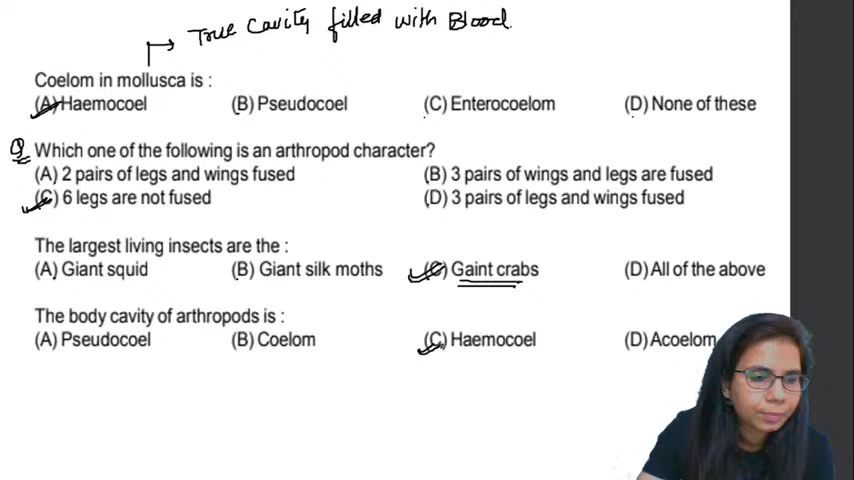 True Cavity filled with Blood.
Coelom in mollusca is :
(A) Haemocoel (B) Pseudocoel (C) Enterocoelom (D) None of these
Q Which one of the following is an arthropod character?
(A) 2 pairs of legs and wings fused (B) 3 pairs of wings and legs are fused
(C) 6 legs are not fused (D) 3 pairs of legs and wings fused
The largest living insects are the :
(A) Giant squid (B) Giant silk moths (C) Gaint crabs (D) All of the above
The body cavity of arthropods is :
(A) Pseudocoel (B) Coelom (C) Haemocoel (D) Acoelom